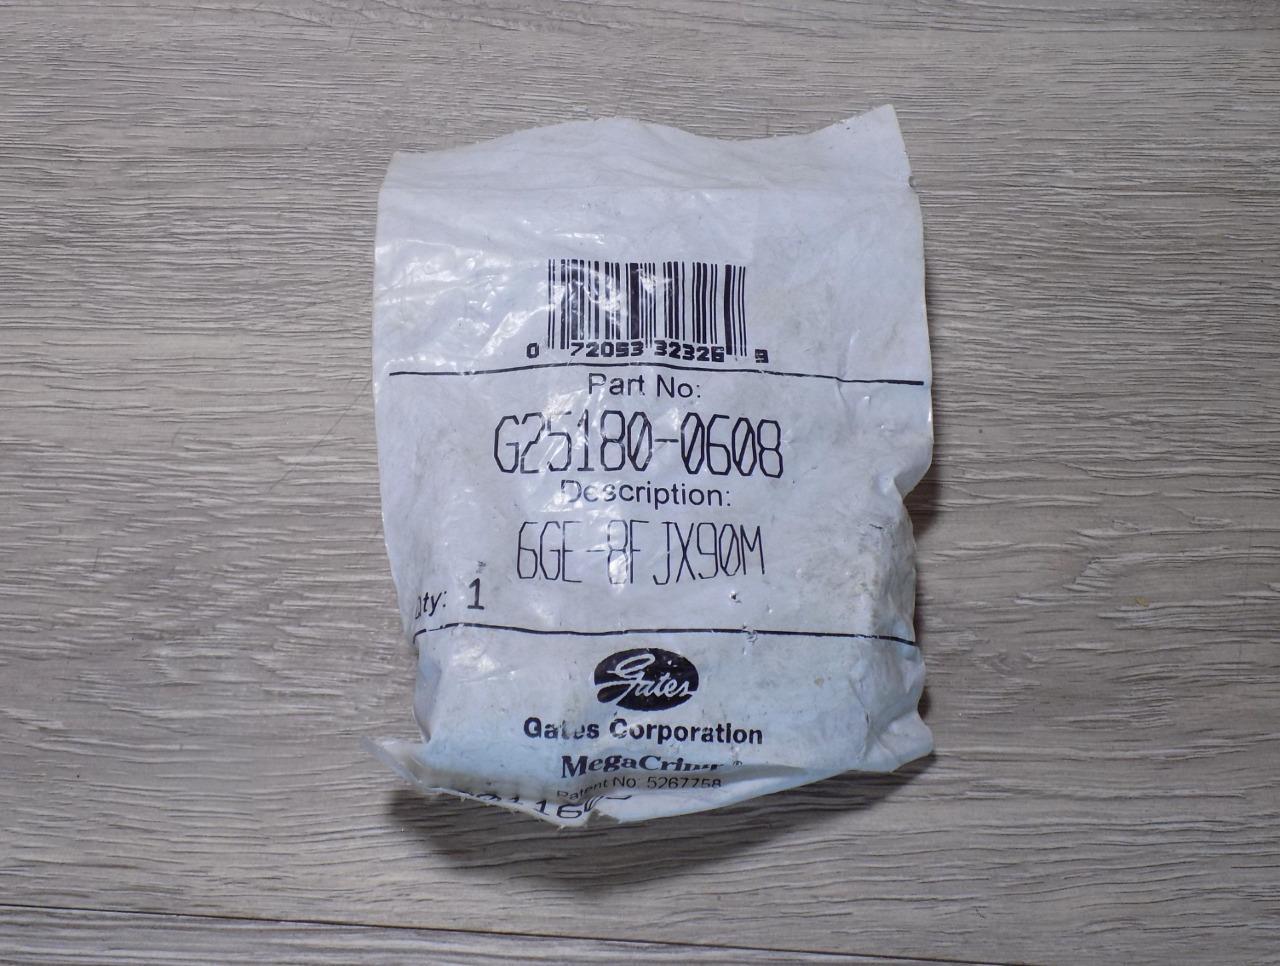 0 72053 32326 9
Part No:
G25180-0608
Description:
6GE-8FJX90M
Qty: 1
Gates
Gates Corporation
MegaCrimp®
Patent No: 5267758